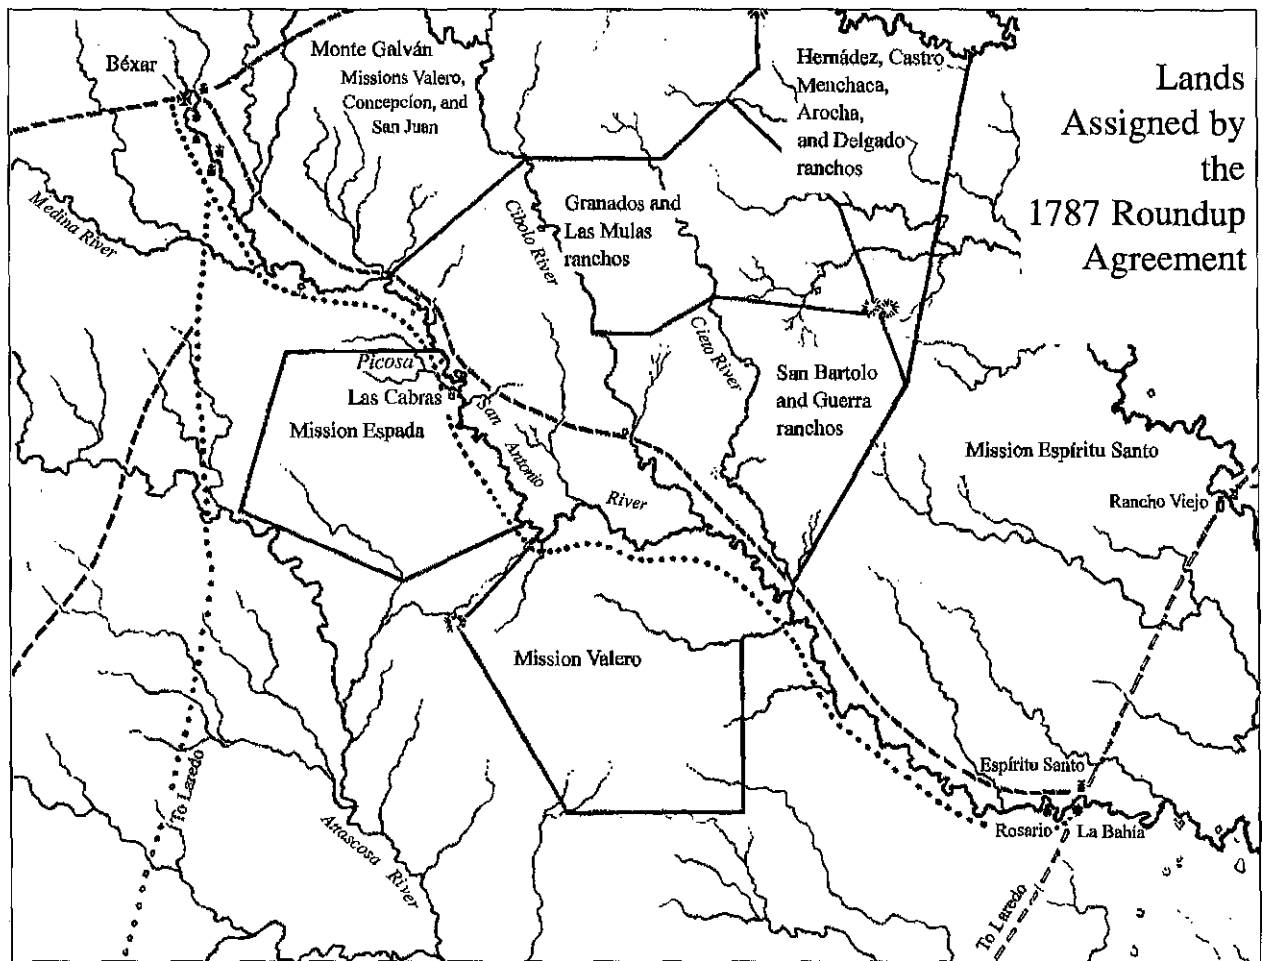 Lands
Assigned by
the
1787 Roundup
Agreement
Béxar
Monte Galván
Missions Valero,
Concepcíon, and
San Juan
Hernádez, Castro
Menchaca,
Arocha,
and Delgado
ranchos
Medina River
Cibolo River
Granados and
Las Mulas
ranchos
Cieto River
Picosa
Las Cabras
Mission Espada
San
Antonio
River
San Bartolo
and Guerra
ranchos
Mission Espíritu Santo
Rancho Viejo
Mission Valero
To Laredo
Attascosa
River
Espíritu Santo
Rosario
La Bahía
To Laredo